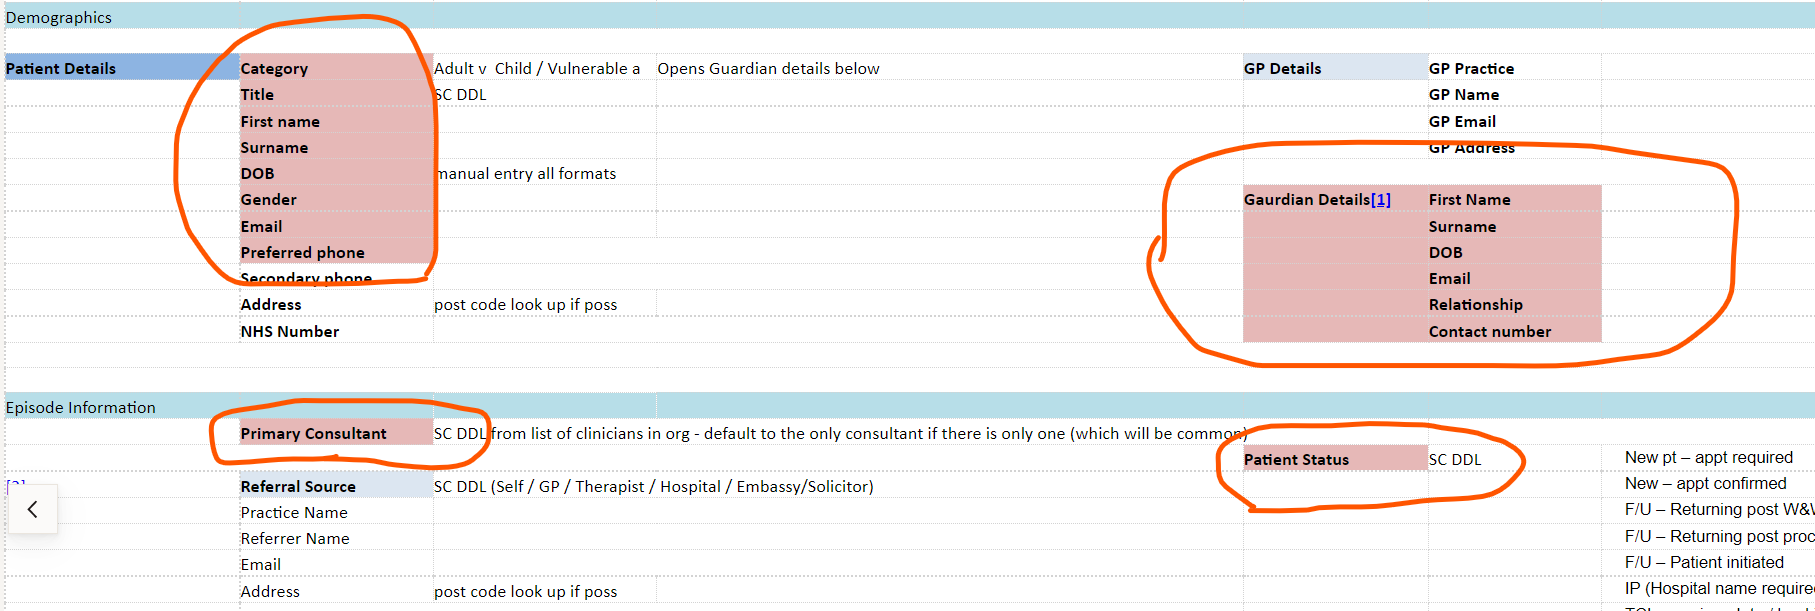 Demographics
Patient Details Category Adult v Child / Vulnerable a Opens Guardian details below GP Details GP Practice
Title SC DDL GP Name
First name GP Email
Surname GP Address
DOB manual entry all formats
Gender Gaurdian Details[1] First Name
Email Surname
Preferred phone DOB
Secondary phone Email
Address post code look up if poss Relationship
NHS Number Contact number
Episode Information
Primary Consultant SC DDL from list of clinicians in org - default to the only consultant if there is only one (which will be common)
Patient Status SC DDL New pt – appt required
Referral Source SC DDL (Self / GP / Therapist / Hospital / Embassy/Solicitor) New – appt confirmed
Practice Name F/U – Returning post W&W
Referrer Name F/U – Returning post proc
Email F/U – Patient initiated
Address post code look up if poss IP (Hospital name require